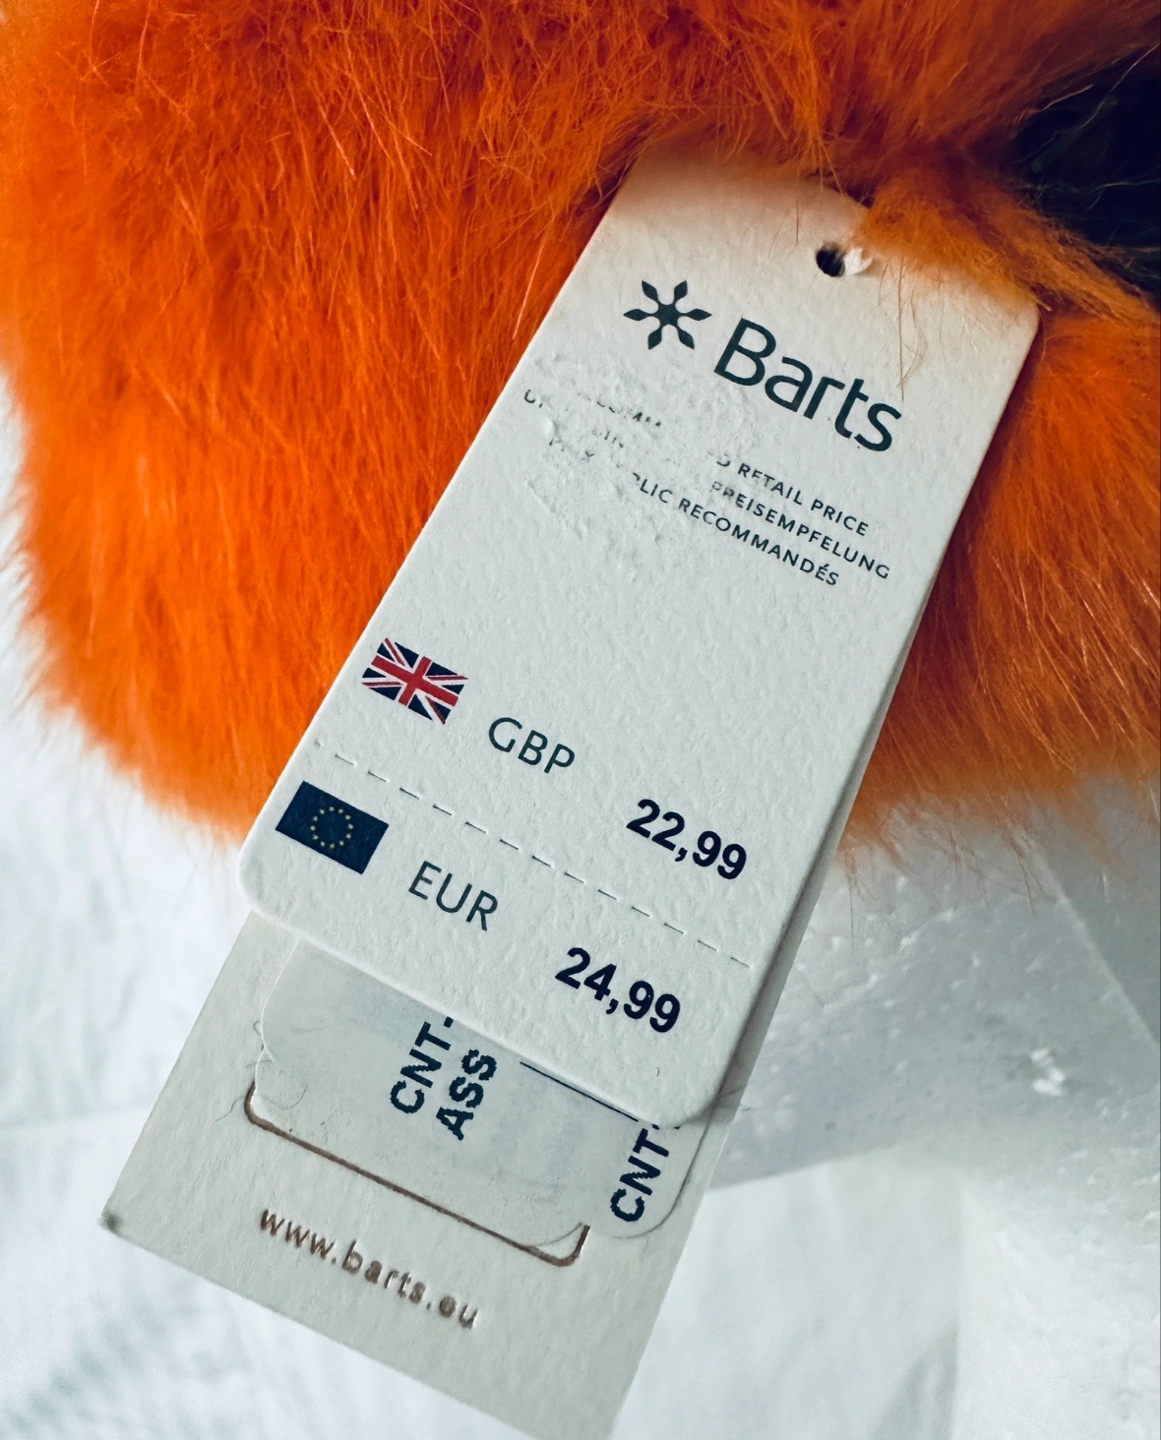 Barts
RETAIL PRICE
PREISEMPFELUNG
RECOMMANDÉS
GBP
22,99
EUR
24,99
CNT-
ASS
CNT
www.barts.eu